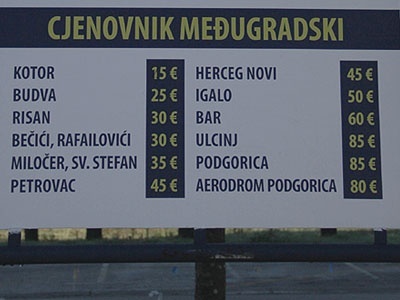 CJENOVNIK MEĐUGRADSKI
KOTOR 15 €
BUDVA 25 €
RISAN 30 €
BEČIĆI, RAFAILOVIĆI 30 €
MILOČER, SV. STEFAN 35 €
PETROVAC 45 €
HERCEG NOVI 45 €
IGALO 50 €
BAR 60 €
ULCINJ 85 €
PODGORICA 85 €
AERODROM PODGORICA 80 €